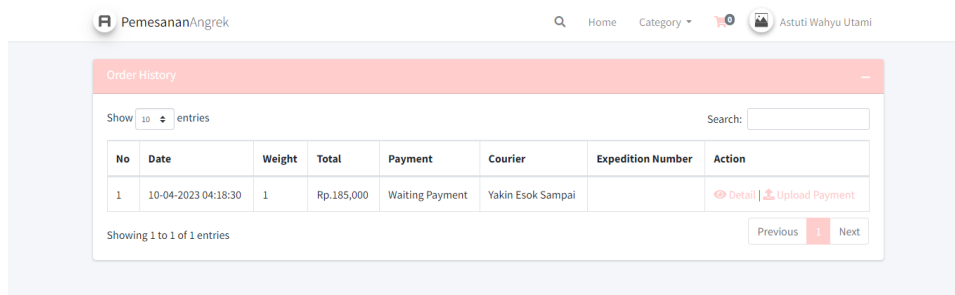 PemesananAngrek Home Category 0 Astuti Wahyu Utami
Order History
Show 10 entries Search:
No Date Weight Total Payment Courier Expedition Number Action
1 10-04-2023 04:18:30 1 Rp.185,000 Waiting Payment Yakin Esok Sampai Detail | Upload Payment
Showing 1 to 1 of 1 entries Previous 1 Next